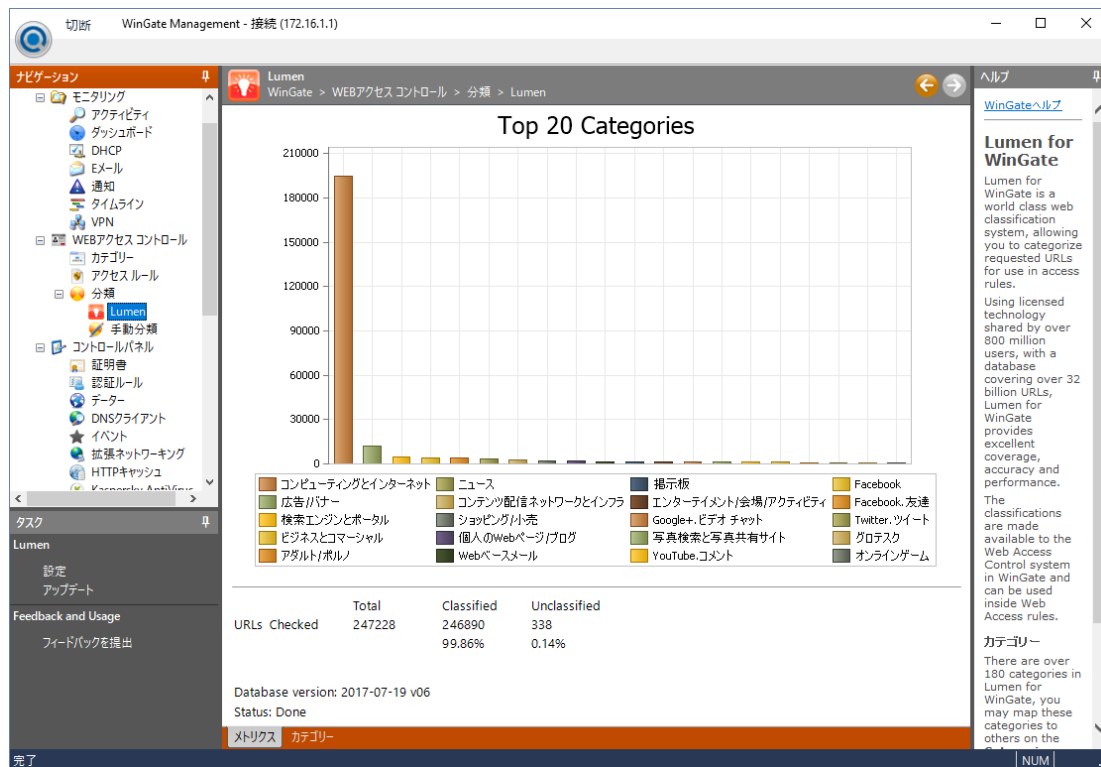 切断 WinGate Management - 接続 (172.16.1.1)
ナビゲーション
モニタリング
アクティビティ
ダッシュボード
DHCP
Eメール
通知
タイムライン
VPN
WEBアクセス コントロール
カテゴリー
アクセス ルール
分類
Lumen
手動分類
コントロールパネル
証明書
認証ルール
データー
DNSクライアント
イベント
拡張ネットワーキング
HTTPキャッシュ
Kaspersky AntiVirus
タスク
Lumen
設定
アップデート
Feedback and Usage
フィードバックを提出
Lumen
WinGate > WEBアクセス コントロール > 分類 > Lumen
Top 20 Categories
210000
180000
150000
120000
90000
60000
30000
0
コンピューティングとインターネット ニュース 掲示板 Facebook
広告/バナー コンテンツ配信ネットワークとインフラ エンターテイメント/会場/アクティビティ Facebook.友達
検索エンジンとポータル ショッピング/小売 Google+.ビデオ チャット Twitter.ツイート
ビジネスとコマーシャル 個人のWebページ/ブログ 写真検索と写真共有サイト グロテスク
アダルト/ポルノ Webベースメール YouTube.コメント オンラインゲーム
Total Classified Unclassified
URLs Checked 247228 246890 338
99.86% 0.14%
Database version: 2017-07-19 v06
Status: Done
メトリクス カテゴリー
ヘルプ
WinGateヘルプ
Lumen for
WinGate
Lumen for
WinGate is a
world class web
classification
system, allowing
you to categorize
requested URLs
for use in access
rules.
Using licensed
technology
shared by over
800 million
users, with a
database
covering over 32
billion URLs,
Lumen for
WinGate
provides
excellent
coverage,
accuracy and
performance.
The
classifications
are made
available to the
Web Access
Control system
in WinGate and
can be used
inside Web
Access rules.
カテゴリー
There are over
180 categories in
Lumen for
WinGate, you
may map these
categories to
others on the
完了 NUM